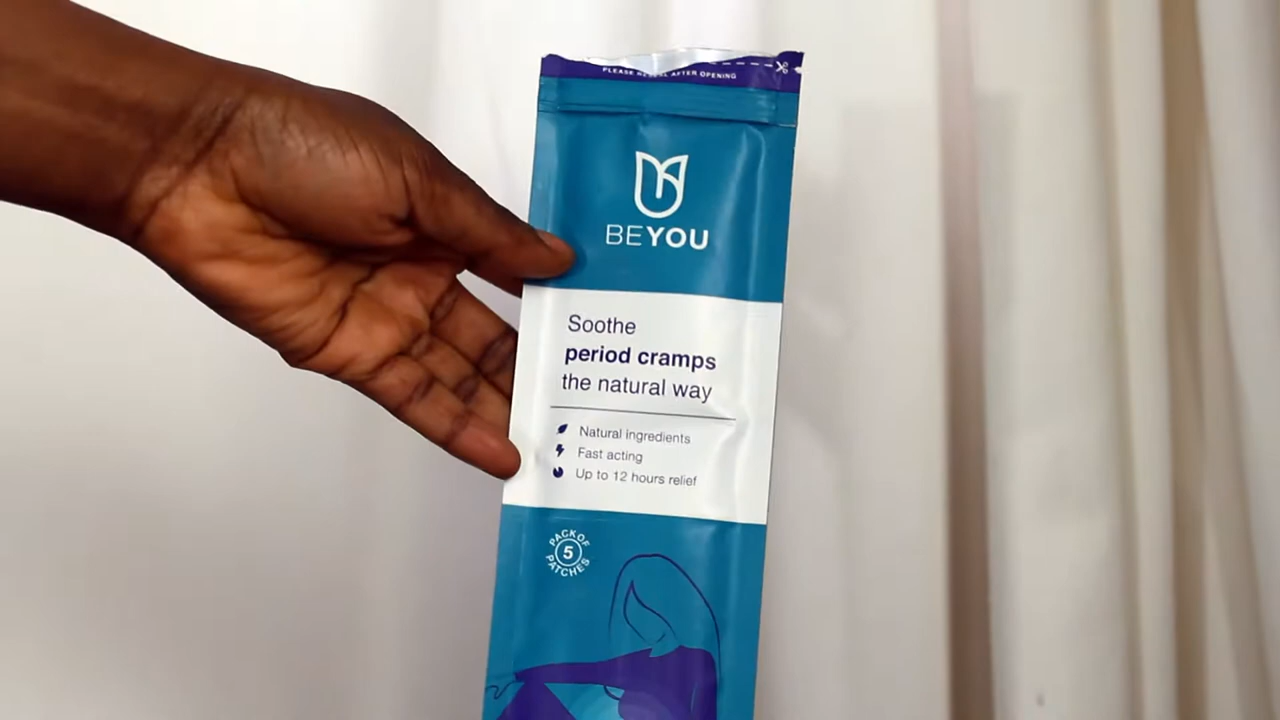 PLEASE RESEAL AFTER OPENING
BEYOU
Soothe
period cramps
the natural way
Natural ingredients
Fast acting
Up to 12 hours relief
PACK OF
5
PATCHES